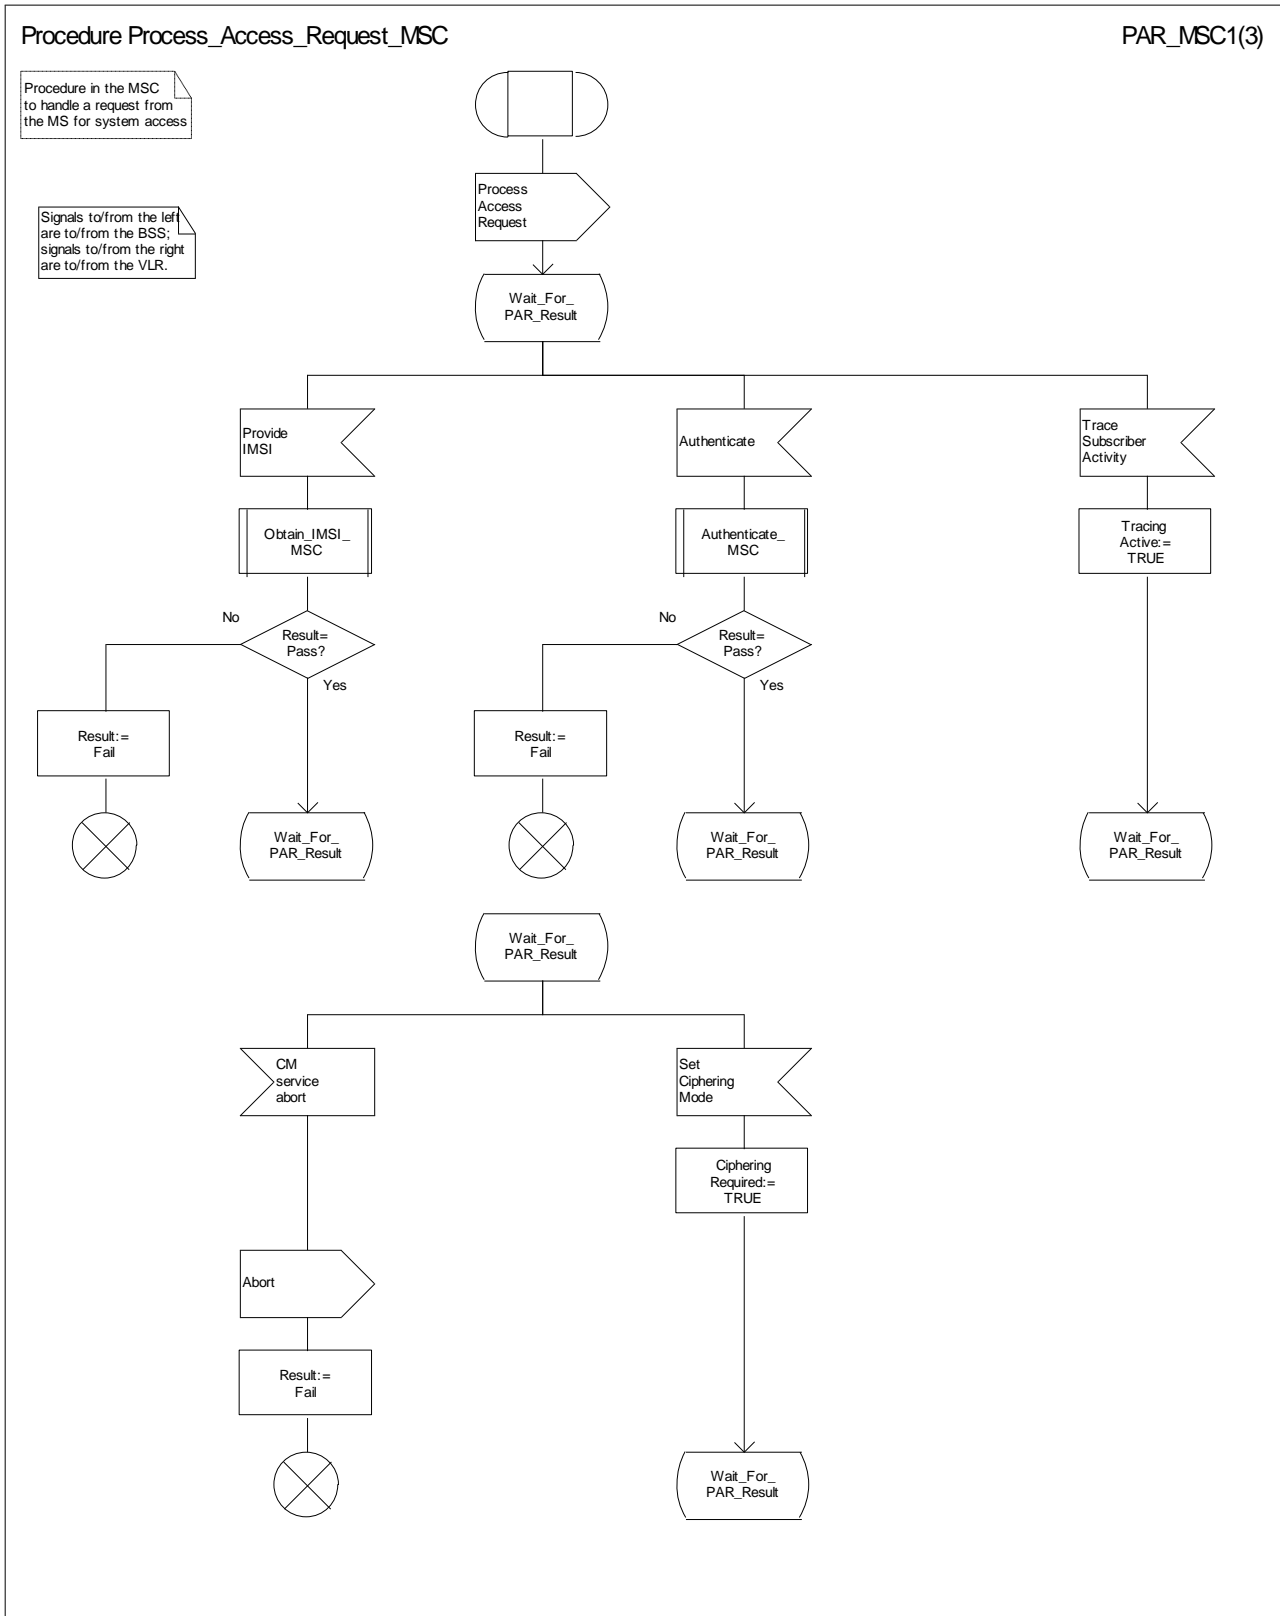 Procedure Process_Access_Request_MSC
PAR_MSC1(3)
Procedure in the MSC
to handle a request from
the MS for system access
Signals to/from the left
are to/from the BSS;
signals to/from the right
are to/from the VLR.
Process
Access
Request
Wait_For_
PAR_Result
Provide
IMSI
Authenticate
Trace
Subscriber
Activity
Obtain_IMSI_
MSC
Authenticate_
MSC
Tracing
Active:=
TRUE
No
Result=
Pass?
Yes
No
Result=
Pass?
Yes
Result:=
Fail
Result:=
Fail
Wait_For_
PAR_Result
Wait_For_
PAR_Result
Wait_For_
PAR_Result
Wait_For_
PAR_Result
CM
service
abort
Set
Ciphering
Mode
Ciphering
Required:=
TRUE
Abort
Result:=
Fail
Wait_For_
PAR_Result